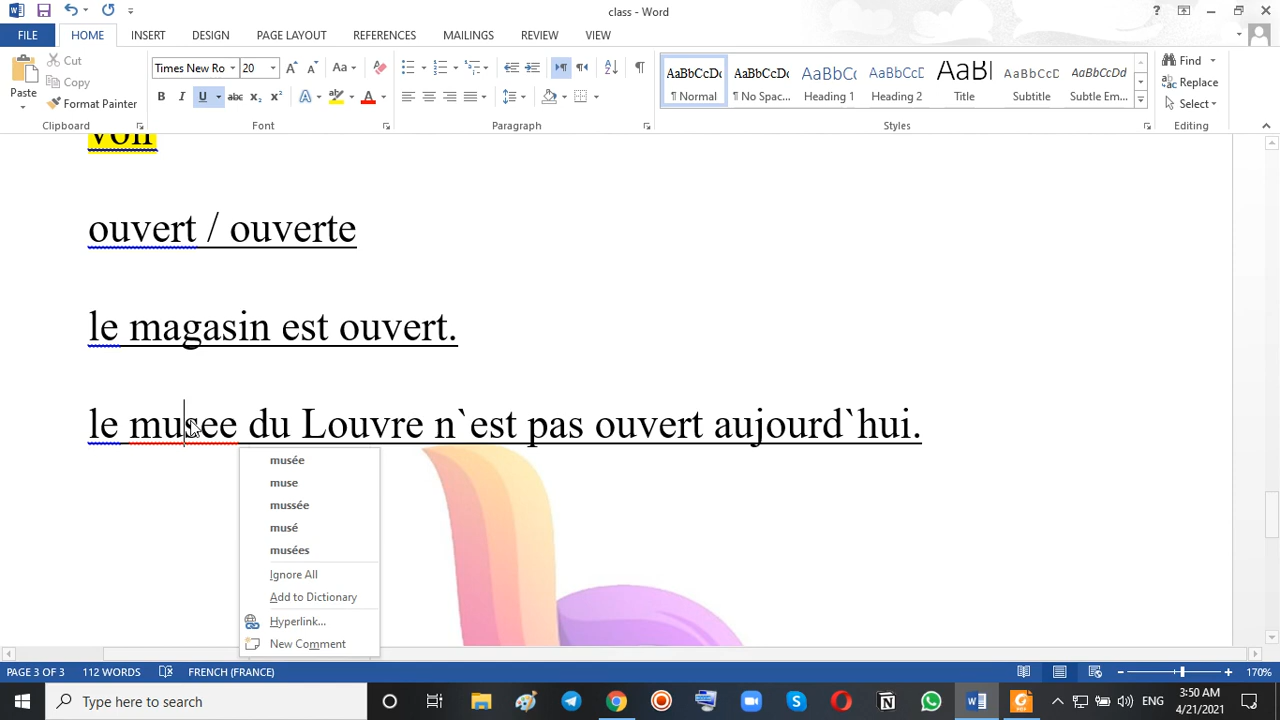 class - Word
FILE HOME INSERT DESIGN PAGE LAYOUT REFERENCES MAILINGS REVIEW VIEW
Paste
Cut
Copy
Format Painter
Clipboard
Times New Ro 20
Font
Paragraph
AaBbCcDc AaBbCcDc AaBbCc AaBbCcD AaBl AaBbCcD AaBbCcDd
¶ Normal ¶ No Spac... Heading 1 Heading 2 Title Subtitle Subtle Em...
Styles
Find
Replace
Select
Editing
voir
ouvert / ouverte
le magasin est ouvert.
le musee du Louvre n`est pas ouvert aujourd`hui.
musée
muse
mussée
musé
musées
Ignore All
Add to Dictionary
Hyperlink...
New Comment
PAGE 3 OF 3 112 WORDS FRENCH (FRANCE) 170%
Type here to search
ENG
3:50 AM
4/21/2021